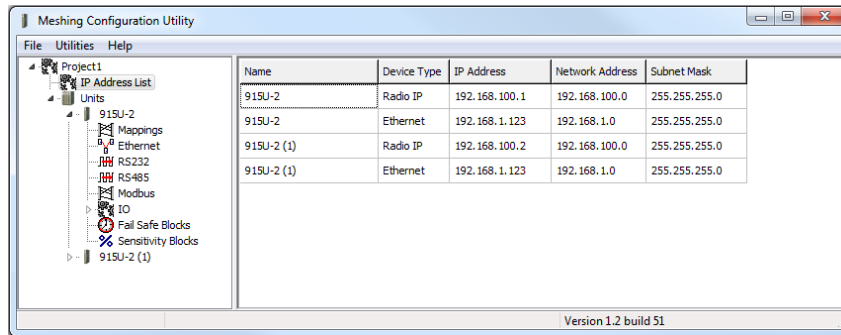 Meshing Configuration Utility
File Utilities Help
Project1
IP Address List
Units
915U-2
Mappings
Ethernet
RS232
RS485
Modbus
IO
Fail Safe Blocks
Sensitivity Blocks
915U-2 (1)
Name Device Type IP Address Network Address Subnet Mask
915U-2 Radio IP 192.168.100.1 192.168.100.0 255.255.255.0
915U-2 Ethernet 192.168.1.123 192.168.1.0 255.255.255.0
915U-2 (1) Radio IP 192.168.100.2 192.168.100.0 255.255.255.0
915U-2 (1) Ethernet 192.168.1.123 192.168.1.0 255.255.255.0
Version 1.2 build 51